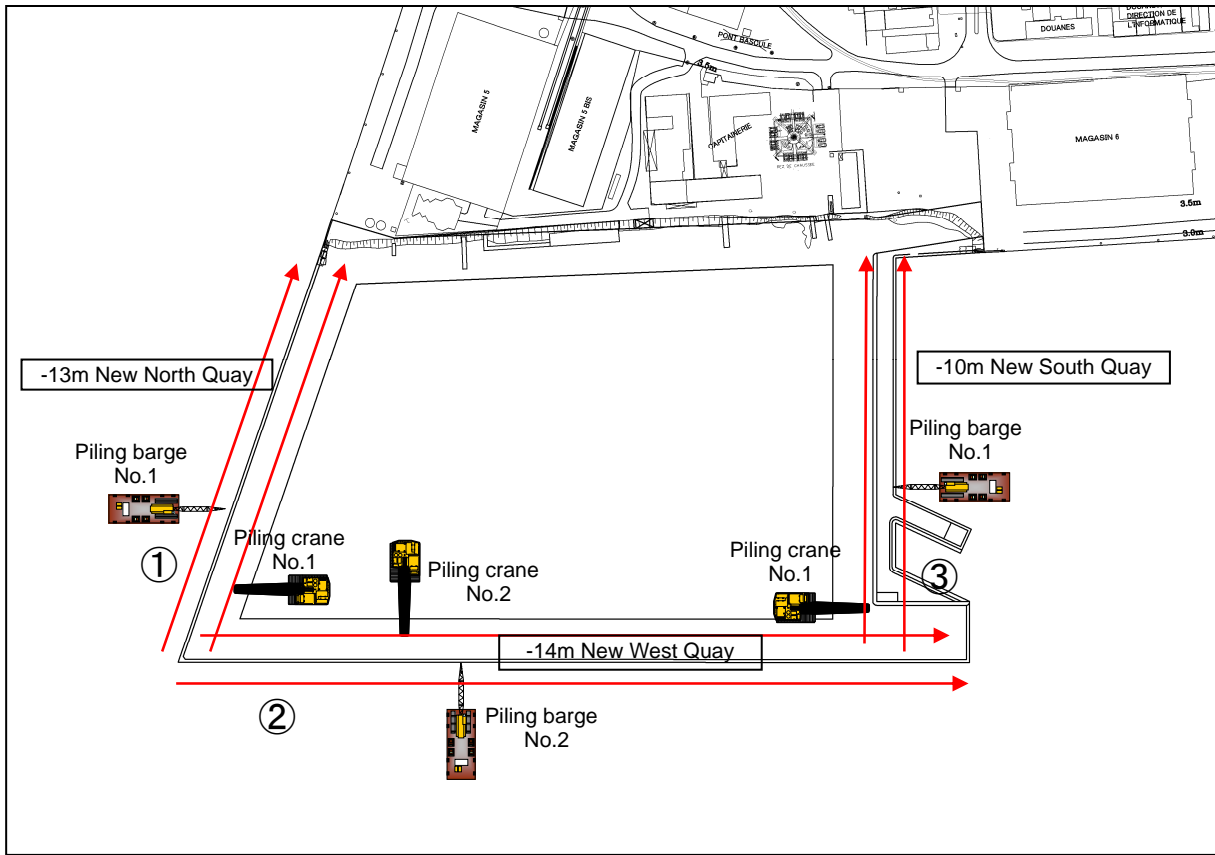 DIRECTION DE
L'INFORMATIQUE
DOUANES
PONT BASCULE
MAGASIN 5
MAGASIN 5 BIS
CAPITAINERIE
REZ DE CHAUSSEE
MAGASIN 6
3.5m
3.0m
-13m New North Quay
-10m New South Quay
Piling barge
No.1
Piling barge
No.1
①
Piling crane
No.1
Piling crane
No.2
Piling crane
No.1
③
-14m New West Quay
②
Piling barge
No.2